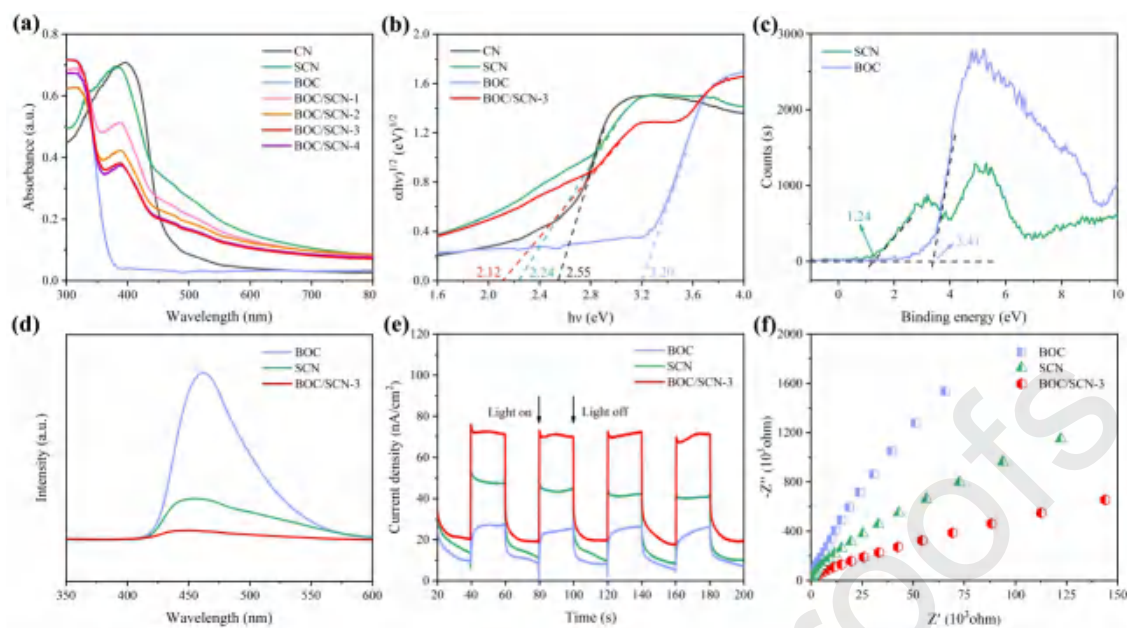 (a)
0.8
0.6
0.4
0.2
0.0
Absorbance (a.u.)
CN
SCN
BOC
BOC/SCN-1
BOC/SCN-2
BOC/SCN-3
BOC/SCN-4
300 400 500 600 700 80
Wavelength (nm)
(b)
2.4
2.0
1.6
1.2
0.8
0.4
0.0
αhν)1/2 (eV)1/2
CN
SCN
BOC
BOC/SCN-3
2.12 2.24 2.55 3.20
1.6 2.0 2.4 2.8 3.2 3.6 4.0
hν (eV)
(c)
3000
2000
1000
0
Counts (s)
SCN
BOC
1.24
3.41
0 2 4 6 8 10
Binding energy (eV)
(d)
Intensity (a.u.)
BOC
SCN
BOC/SCN-3
350 400 450 500 550 600
Wavelength (nm)
(e)
120
100
80
60
40
20
0
Current density (nA/cm2)
BOC
SCN
BOC/SCN-3
Light on
Light off
20 40 60 80 100 120 140 160 180 200
Time (s)
(f)
2000
1600
1200
800
400
0
-Z'' (103ohm)
BOC
SCN
BOC/SCN-3
0 25 50 75 100 125 150
Z' (103ohm)
oofs